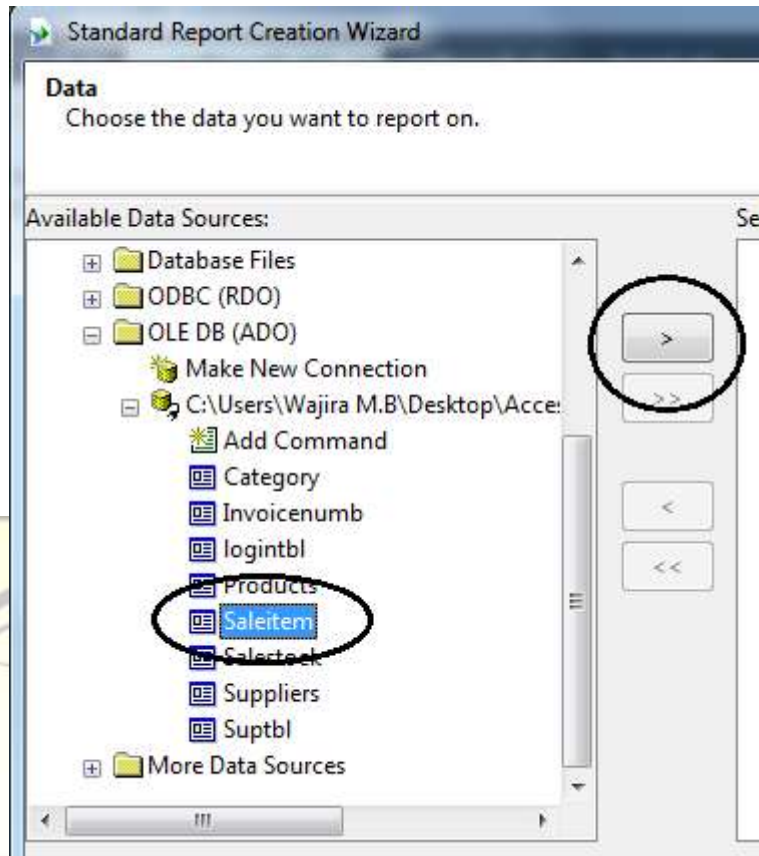 Standard Report Creation Wizard
Data
Choose the data you want to report on.
Available Data Sources:
Se
Database Files
ODBC (RDO)
OLE DB (ADO)
Make New Connection
C:\Users\Wajira M.B\Desktop\Acce
Add Command
Category
Invoicenumb
logintbl
Products
Saleitem
Salestock
Suppliers
Suptbl
More Data Sources
>
>>
<
<<